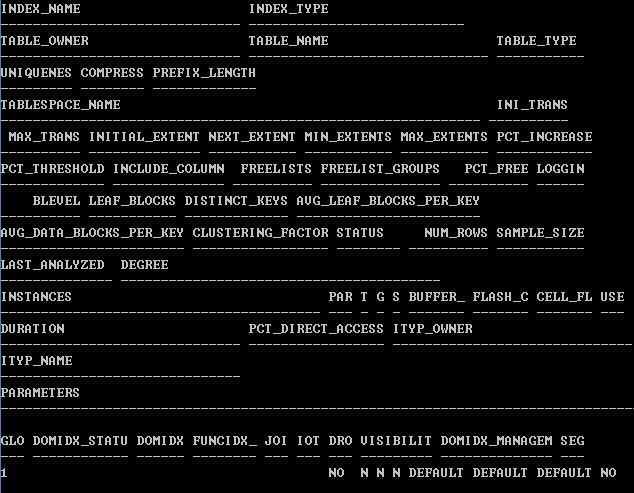 INDEX_NAME INDEX_TYPE
------------------------------ ---------------------------
TABLE_OWNER TABLE_NAME TABLE_TYPE
------------------------------ ------------------------------ -----------
UNIQUENES COMPRESS PREFIX_LENGTH
--------- -------- -------------
TABLESPACE_NAME INI_TRANS
------------------------------------------------------------ ----------
MAX_TRANS INITIAL_EXTENT NEXT_EXTENT MIN_EXTENTS MAX_EXTENTS PCT_INCREASE
---------- -------------- ----------- ----------- ----------- ------------
PCT_THRESHOLD INCLUDE_COLUMN FREELISTS FREELIST_GROUPS PCT_FREE LOGGIN
------------- -------------- ---------- --------------- ---------- ------
BLEVEL LEAF_BLOCKS DISTINCT_KEYS AVG_LEAF_BLOCKS_PER_KEY
---------- ----------- ------------- -----------------------
AVG_DATA_BLOCKS_PER_KEY CLUSTERING_FACTOR STATUS NUM_ROWS SAMPLE_SIZE
----------------------- ----------------- -------- ---------- -----------
LAST_ANALYZED DEGREE
-------------- ----------------------------------------
INSTANCES PAR T G S BUFFER_ FLASH_C CELL_FL USE
---------------------------------------- --- - - - ------- ------- ------- ---
DURATION PCT_DIRECT_ACCESS ITYP_OWNER
------------------------------ ----------------- ------------------------------
ITYP_NAME
------------------------------
PARAMETERS
--------------------------------------------------------------------------------
GLO DOMIDX_STATU DOMIDX FUNCIDX_ JOI IOT DRO VISIBILIT DOMIDX_MANAGEM SEG
--- ------------ ------ -------- --- --- --- --------- -------------- ---
1 NO N N N DEFAULT DEFAULT DEFAULT NO